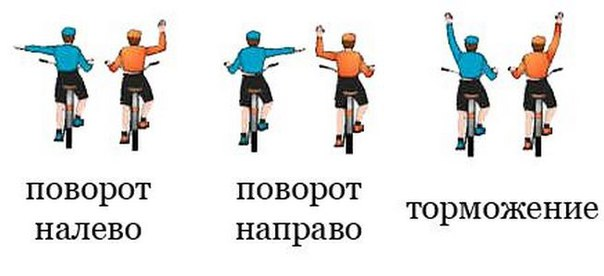 поворот
налево
поворот
направо
торможение